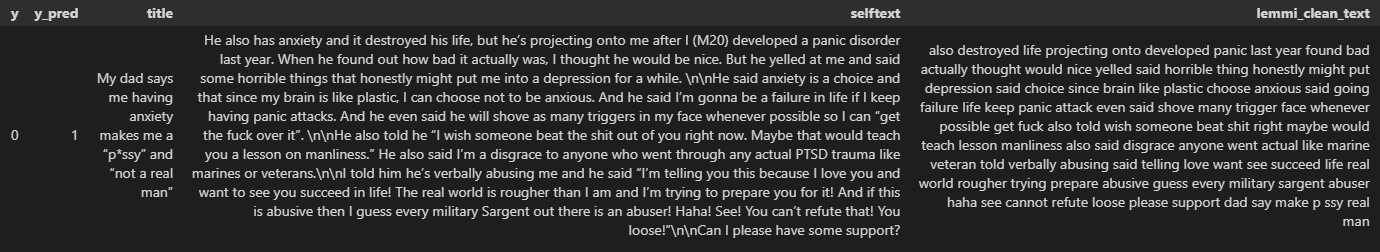 y y_pred title selftext lemmi_clean_text
0 1
My dad says
me having
anxiety
makes me a
“p*ssy” and
“not a real
man”
He also has anxiety and it destroyed his life, but he’s projecting onto me after I (M20) developed a panic disorder
last year. When he found out how bad it actually was, I thought he would be nice. But he yelled at me and said
some horrible things that honestly might put me into a depression for a while. \n\nHe said anxiety is a choice and
that since my brain is like plastic, I can choose not to be anxious. And he said I’m gonna be a failure in life if I keep
having panic attacks. And he even said he will shove as many triggers in my face whenever possible so I can “get
the fuck over it”. \n\nHe also told he “I wish someone beat the shit out of you right now. Maybe that would teach
you a lesson on manliness.” He also said I’m a disgrace to anyone who went through any actual PTSD trauma like
marines or veterans.\n\nI told him he’s verbally abusing me and he said “I’m telling you this because I love you and
want to see you succeed in life! The real world is rougher than I am and I’m trying to prepare you for it! And if this
is abusive then I guess every military Sargent out there is an abuser! Haha! See! You can’t refute that! You
loose!”\n\nCan I please have some support?
also destroyed life projecting onto developed panic last year found bad
actually thought would nice yelled said horrible thing honestly might put
depression said choice since brain like plastic choose anxious said going
failure life keep panic attack even said shove many trigger face whenever
possible get fuck also told wish someone beat shit right maybe would
teach lesson manliness also said disgrace anyone went actual like marine
veteran told verbally abusing said telling love want see succeed life real
world rougher trying prepare abusive guess every military sargent abuser
haha see cannot refute loose please support dad say make p ssy real
man